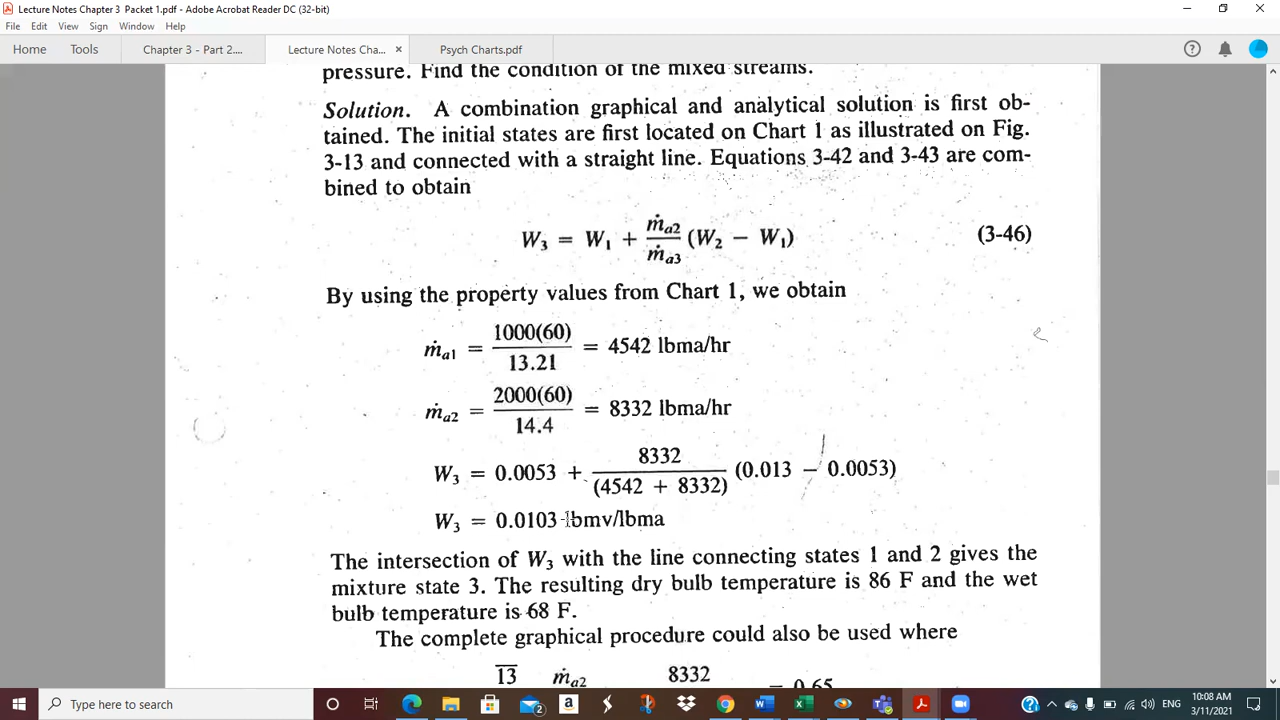 Lecture Notes Chapter 3 Packet 1.pdf - Adobe Acrobat Reader DC (32-bit)
File Edit View Sign Window Help
Home Tools Chapter 3 - Part 2.... Lecture Notes Cha... × Psych Charts.pdf
pressure. Find the condition of the mixed streams.
Solution. A combination graphical and analytical solution is first ob-
tained. The initial states are first located on Chart 1 as illustrated on Fig.
3-13 and connected with a straight line. Equations 3-42 and 3-43 are com-
bined to obtain
W₃ = W₁ + ṁₐ₂/ṁₐ₃ (W₂ − W₁) (3-46)
By using the property values from Chart 1, we obtain
ṁₐ₁ = 1000(60)/13.21 = 4542 lbma/hr
ṁₐ₂ = 2000(60)/14.4 = 8332 lbma/hr
W₃ = 0.0053 + 8332/(4542 + 8332) (0.013 − 0.0053)
W₃ = 0.0103 lbmv/lbma
The intersection of W₃ with the line connecting states 1 and 2 gives the
mixture state 3. The resulting dry bulb temperature is 86 F and the wet
bulb temperature is 68 F.
The complete graphical procedure could also be used where
13 ṁₐ₂ 8332
= 0.65
Type here to search
ENG
10:08 AM
3/11/2021